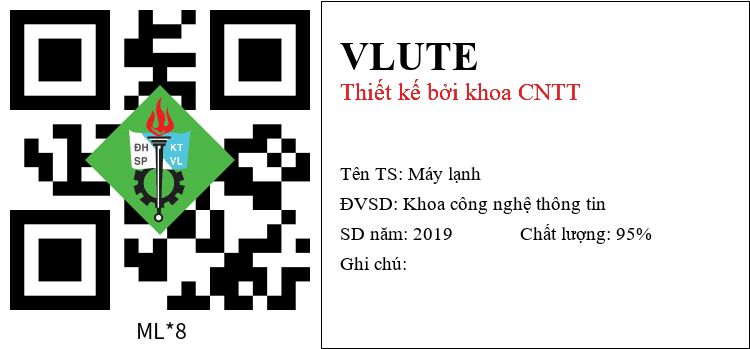 ĐH KT
SP VL
ML*8
VLUTE
Thiết kế bởi khoa CNTT
Tên TS: Máy lạnh
ĐVSD: Khoa công nghệ thông tin
SD năm: 2019 Chất lượng: 95%
Ghi chú: